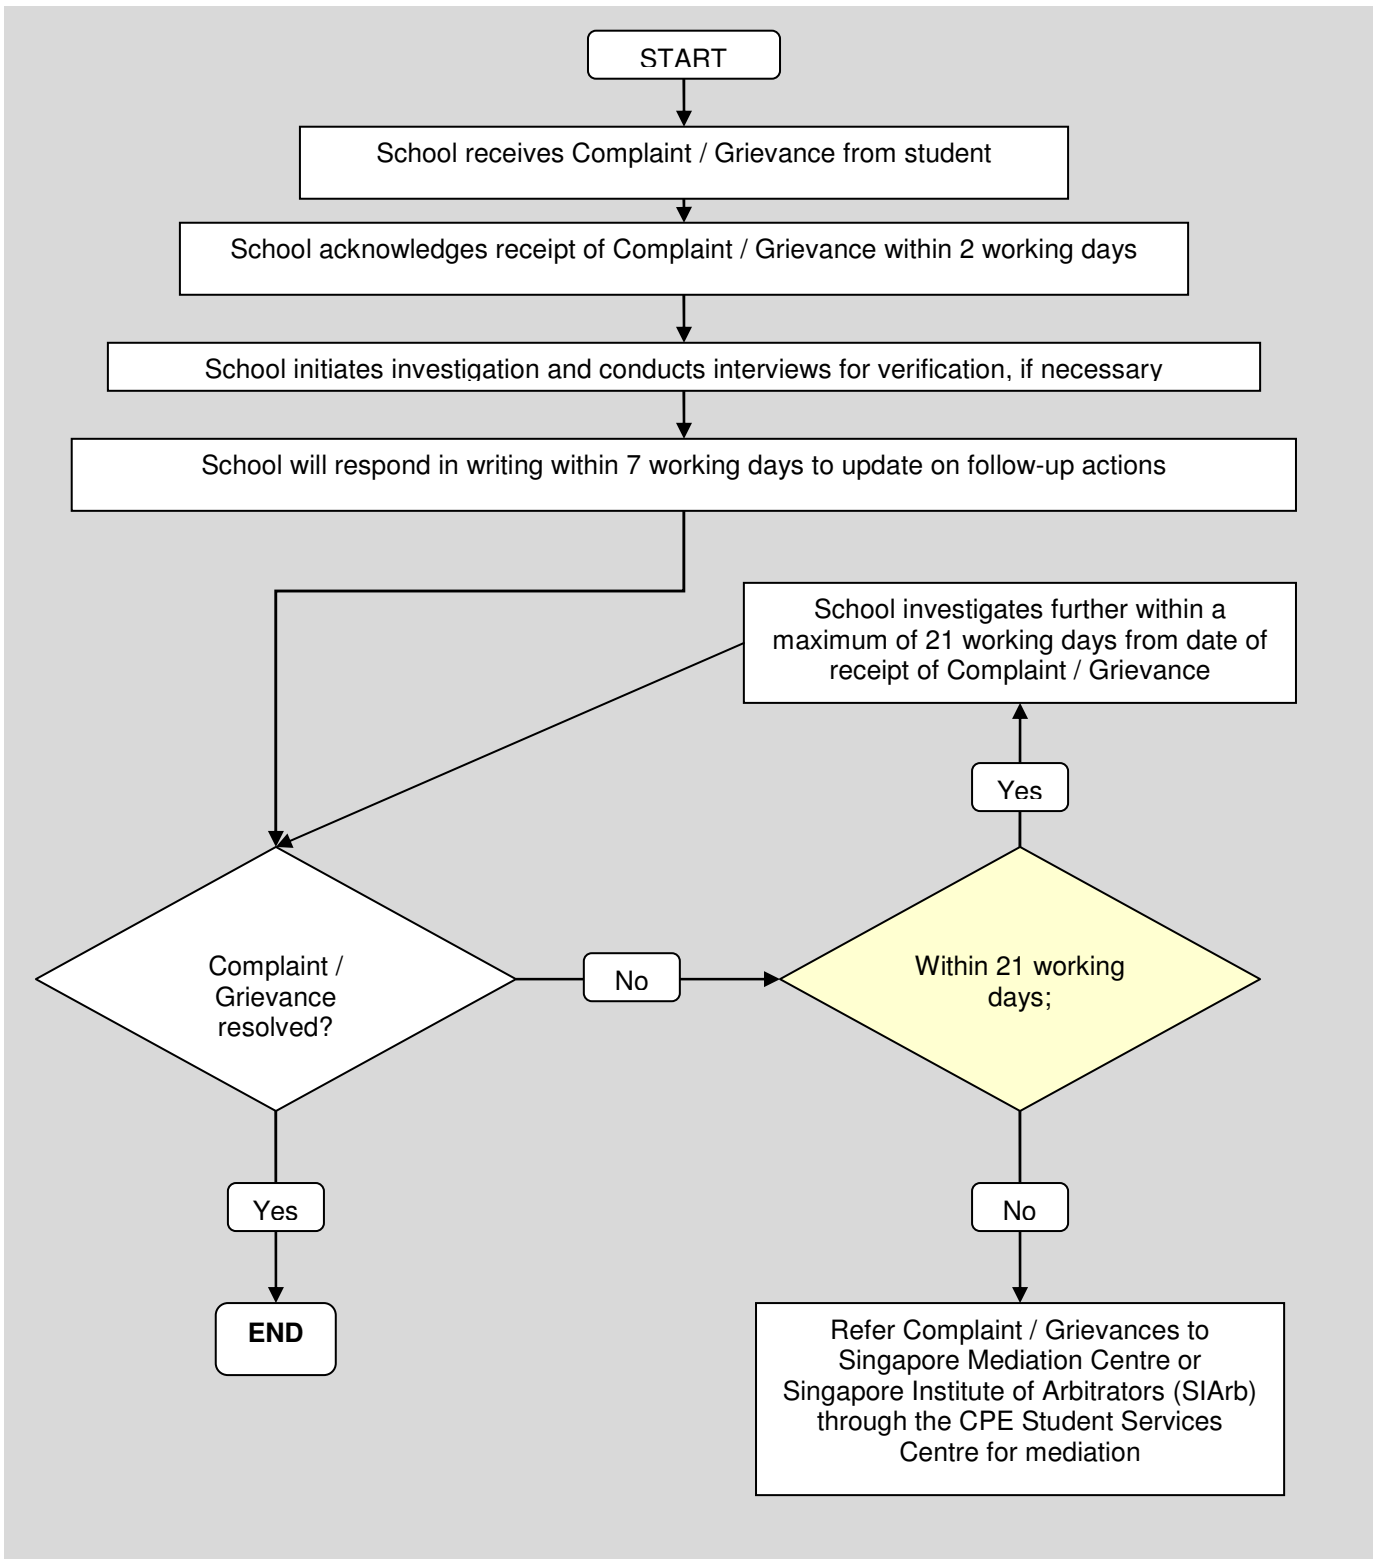 START
School receives Complaint / Grievance from student
School acknowledges receipt of Complaint / Grievance within 2 working days
School initiates investigation and conducts interviews for verification, if necessary
School will respond in writing within 7 working days to update on follow-up actions
School investigates further within a
maximum of 21 working days from date of
receipt of Complaint / Grievance
Yes
Complaint /
Grievance
resolved?
No
Within 21 working
days;
Yes
No
END
Refer Complaint / Grievances to
Singapore Mediation Centre or
Singapore Institute of Arbitrators (SIArb)
through the CPE Student Services
Centre for mediation